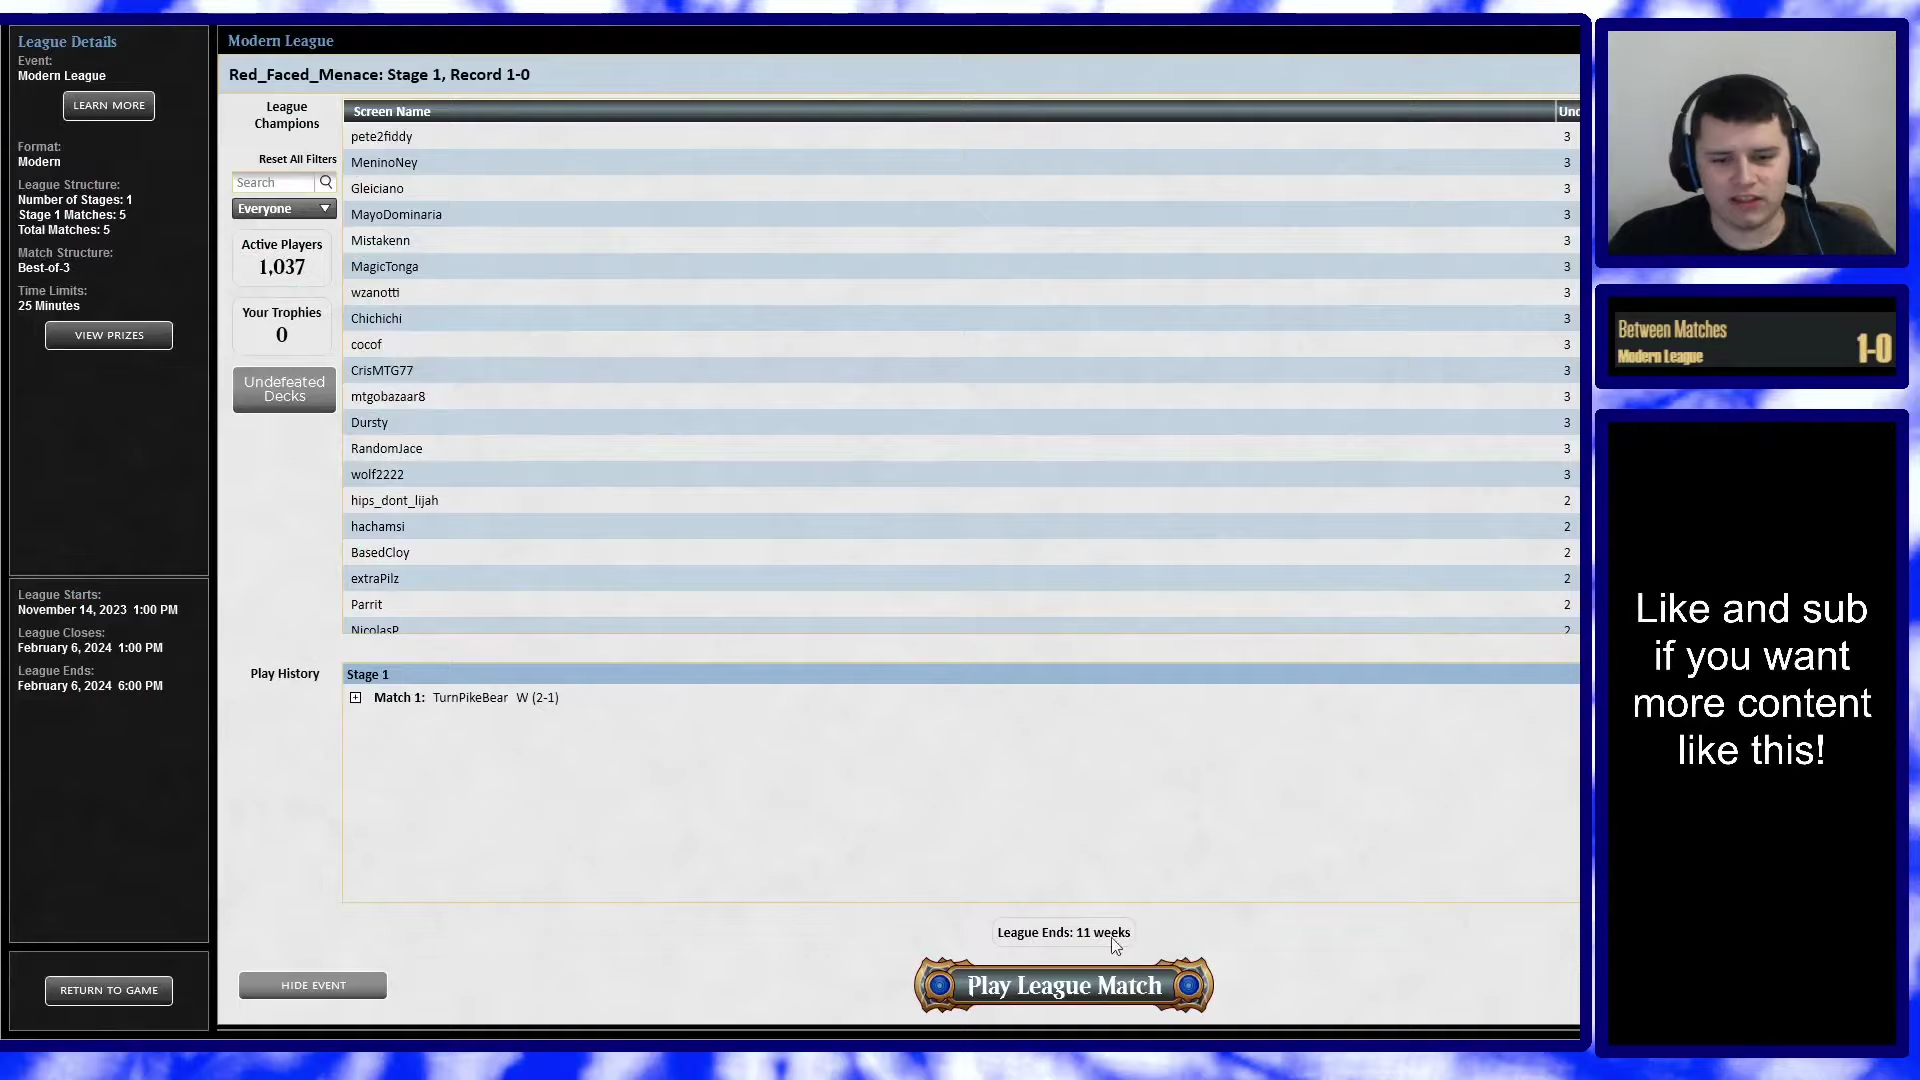 League Details
Event:
Modern League
LEARN MORE
Format:
Modern
League Structure:
Number of Stages: 1
Stage 1 Matches: 5
Total Matches: 5
Match Structure:
Best-of-3
Time Limits:
25 Minutes
VIEW PRIZES
League Starts:
November 14, 2023 1:00 PM
League Closes:
February 6, 2024 1:00 PM
League Ends:
February 6, 2024 6:00 PM
RETURN TO GAME
Modern League
Red_Faced_Menace: Stage 1, Record 1-0
League
Champions
Reset All Filters
Search
Everyone
Active Players
1,037
Your Trophies
0
Undefeated
Decks
Screen Name Und
pete2fiddy 3
MeninoNey 3
Gleiciano 3
MayoDominaria 3
Mistakenn 3
MagicTonga 3
wzanotti 3
Chichichi 3
cocof 3
CrisMTG77 3
mtgobazaar8 3
Dursty 3
RandomJace 3
wolf2222 3
hips_dont_lijah 2
hachamsi 2
BasedCloy 2
extraPilz 2
Parrit 2
NicolasP 2
Play History
Stage 1
Match 1: TurnPikeBear W (2-1)
League Ends: 11 weeks
HIDE EVENT
Play League Match
Between Matches
Modern League
1-0
Like and sub
if you want
more content
like this!